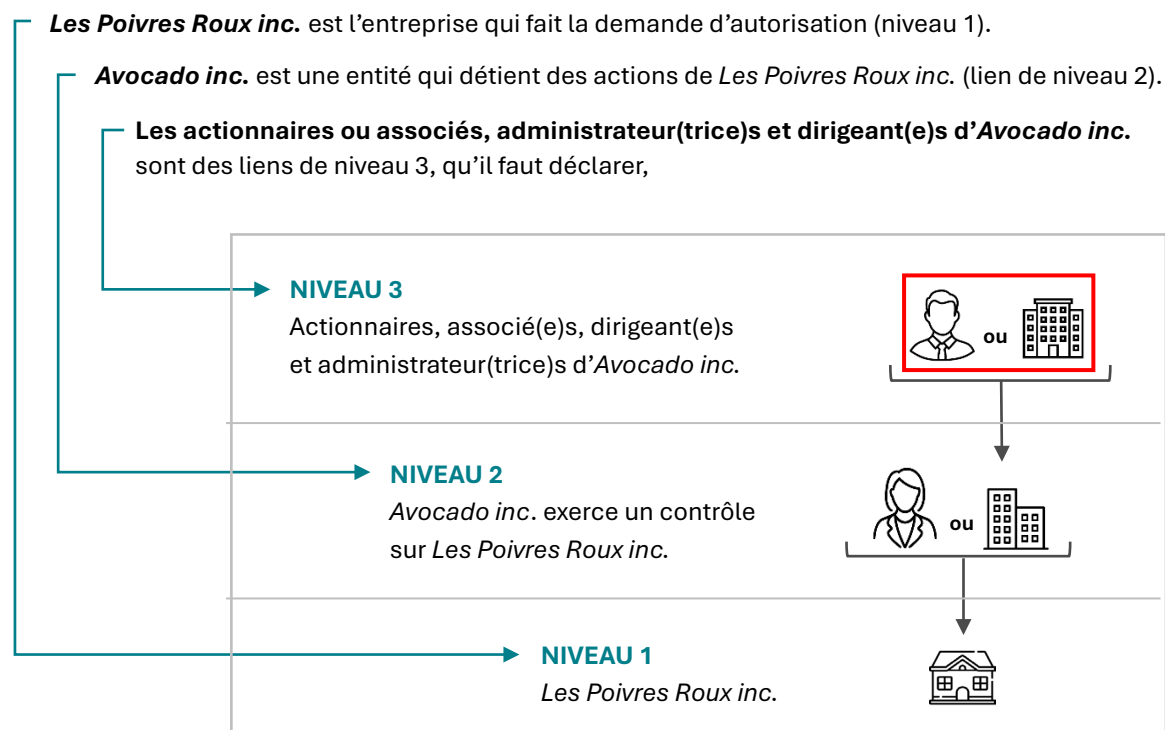 Les Poivres Roux inc. est l’entreprise qui fait la demande d’autorisation (niveau 1).
Avocado inc. est une entité qui détient des actions de Les Poivres Roux inc. (lien de niveau 2).
Les actionnaires ou associés, administrateur(trice)s et dirigeant(e)s d’Avocado inc.
sont des liens de niveau 3, qu’il faut déclarer,
NIVEAU 3
Actionnaires, associé(e)s, dirigeant(e)s
et administrateur(trice)s d’Avocado inc.
ou
NIVEAU 2
Avocado inc. exerce un contrôle
sur Les Poivres Roux inc.
ou
NIVEAU 1
Les Poivres Roux inc.